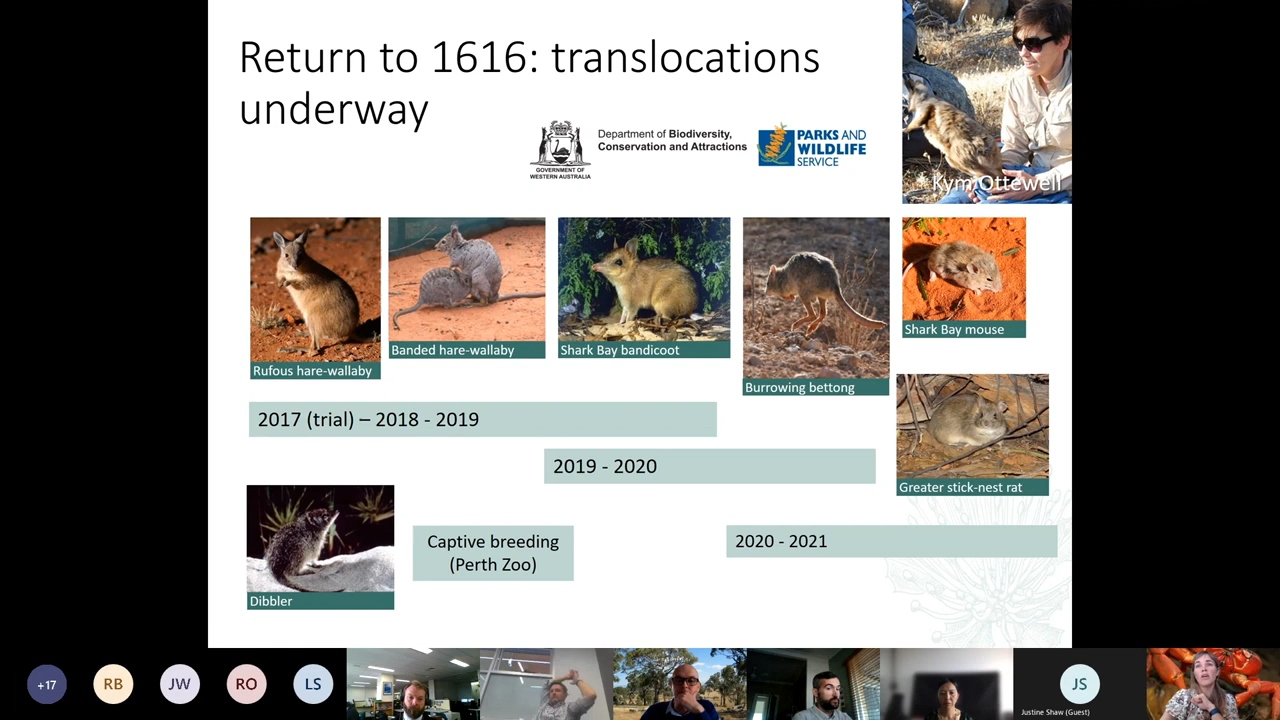 Return to 1616: translocations
underway
GOVERNMENT OF
WESTERN AUSTRALIA
Department of Biodiversity,
Conservation and Attractions
PARKS AND
WILDLIFE
SERVICE
Kym Ottewell
Rufous hare-wallaby
Banded hare-wallaby
Shark Bay bandicoot
Burrowing bettong
Shark Bay mouse
2017 (trial) – 2018 - 2019
2019 - 2020
Greater stick-nest rat
Dibbler
Captive breeding
(Perth Zoo)
2020 - 2021
+17
RB
JW
RO
LS
JS
Justine Shaw (Guest)